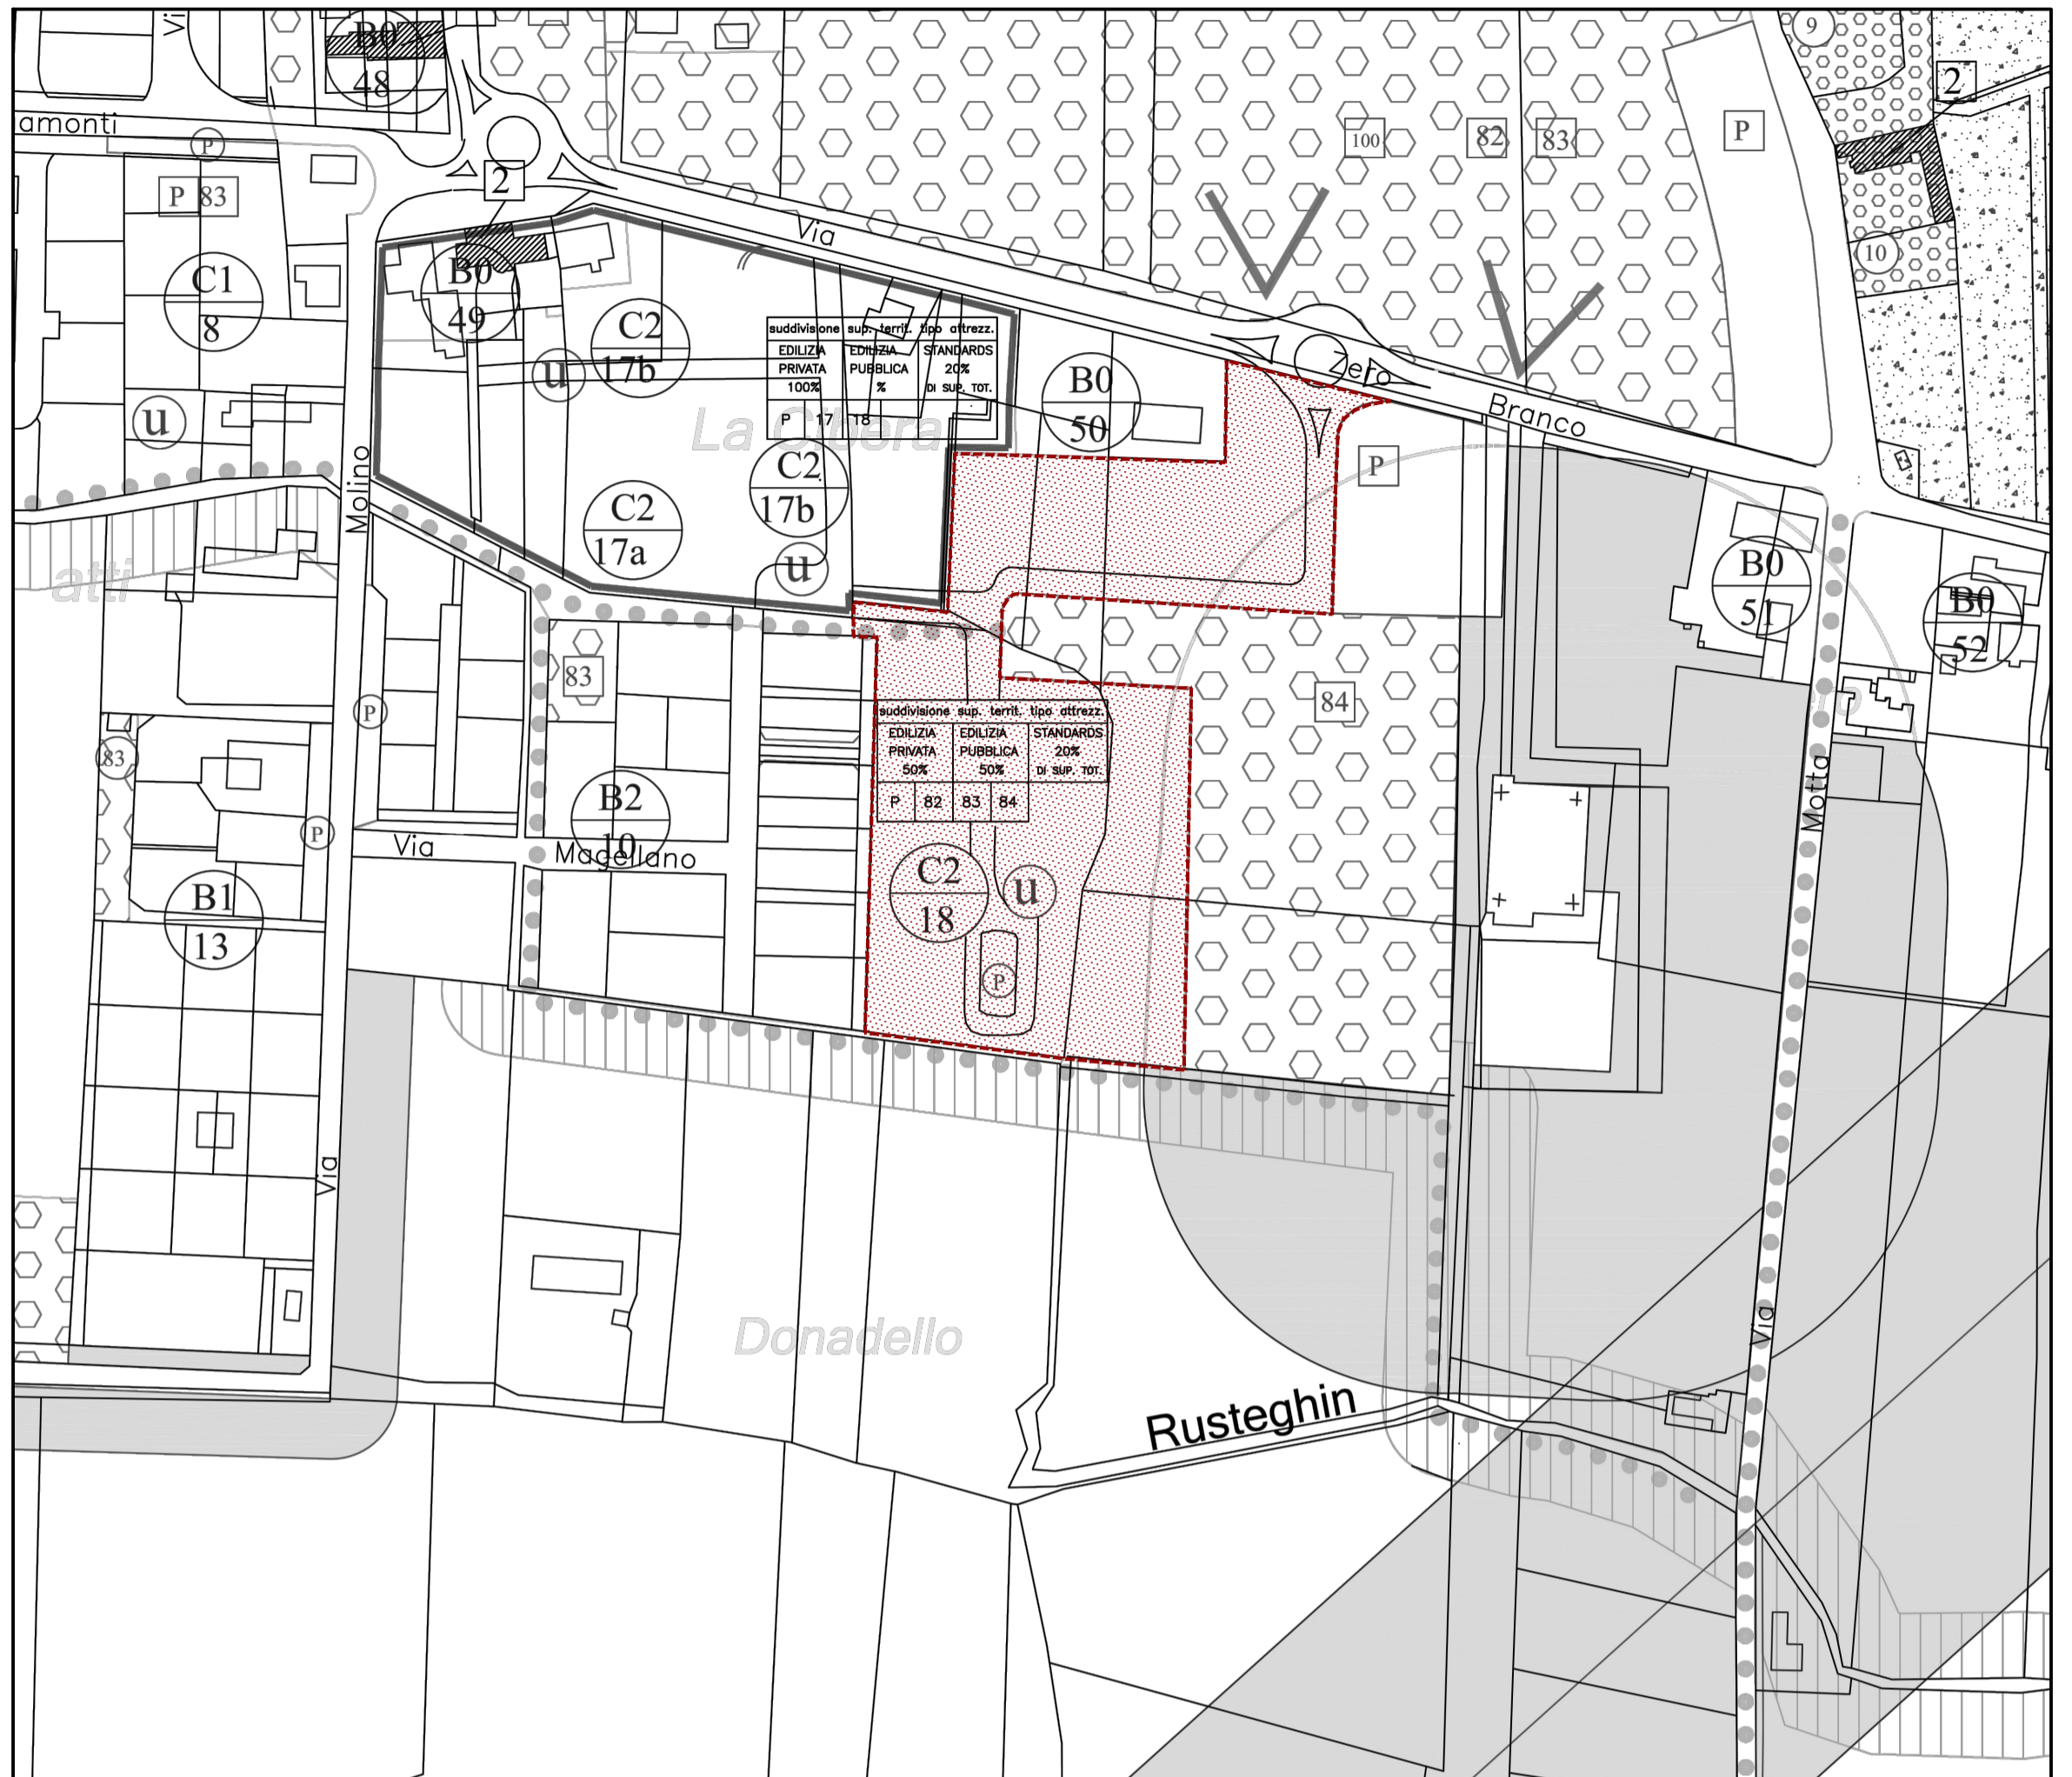 Vi
B0
48
9
2
amonti
P
P 83
2
100
82
83
P
10
Via
C1
8
B0
49
C2
17b
u
suddivisione sup. territ. tipo attrezz.
EDILIZIA PRIVATA 100%
EDILIZIA PUBBLICA %
STANDARDS 20% DI SUP. TOT.
P 17 18
La Cibera
B0
50
Zero
Branco
P
u
Molino
C2
17b
C2
17a
u
atti
B0
51
B0
52
83
84
P
83
suddivisione sup. territ. tipo attrezz.
EDILIZIA PRIVATA 50%
EDILIZIA PUBBLICA 50%
STANDARDS 20% DI SUP. TOT.
P 82 83 84
Motta
P
B2
10
Via Magellano
B1
13
C2
18
u
P
Via
Donadello
Via
Rusteghin